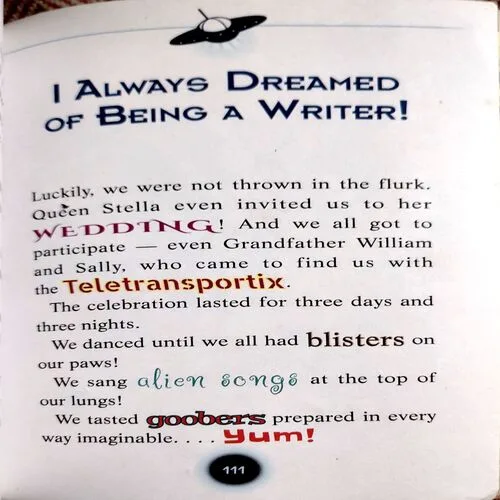 I ALWAYS DREAMED
OF BEING A WRITER!
Luckily, we were not thrown in the flurk.
Queen Stella even invited us to her
WEDDING! And we all got to
participate — even Grandfather William
and Sally, who came to find us with
the Teletransportix.
The celebration lasted for three days and
three nights.
We danced until we all had blisters on
our paws!
We sang alien songs at the top of
our lungs!
We tasted goobers prepared in every
way imaginable. . . . Yum!
111